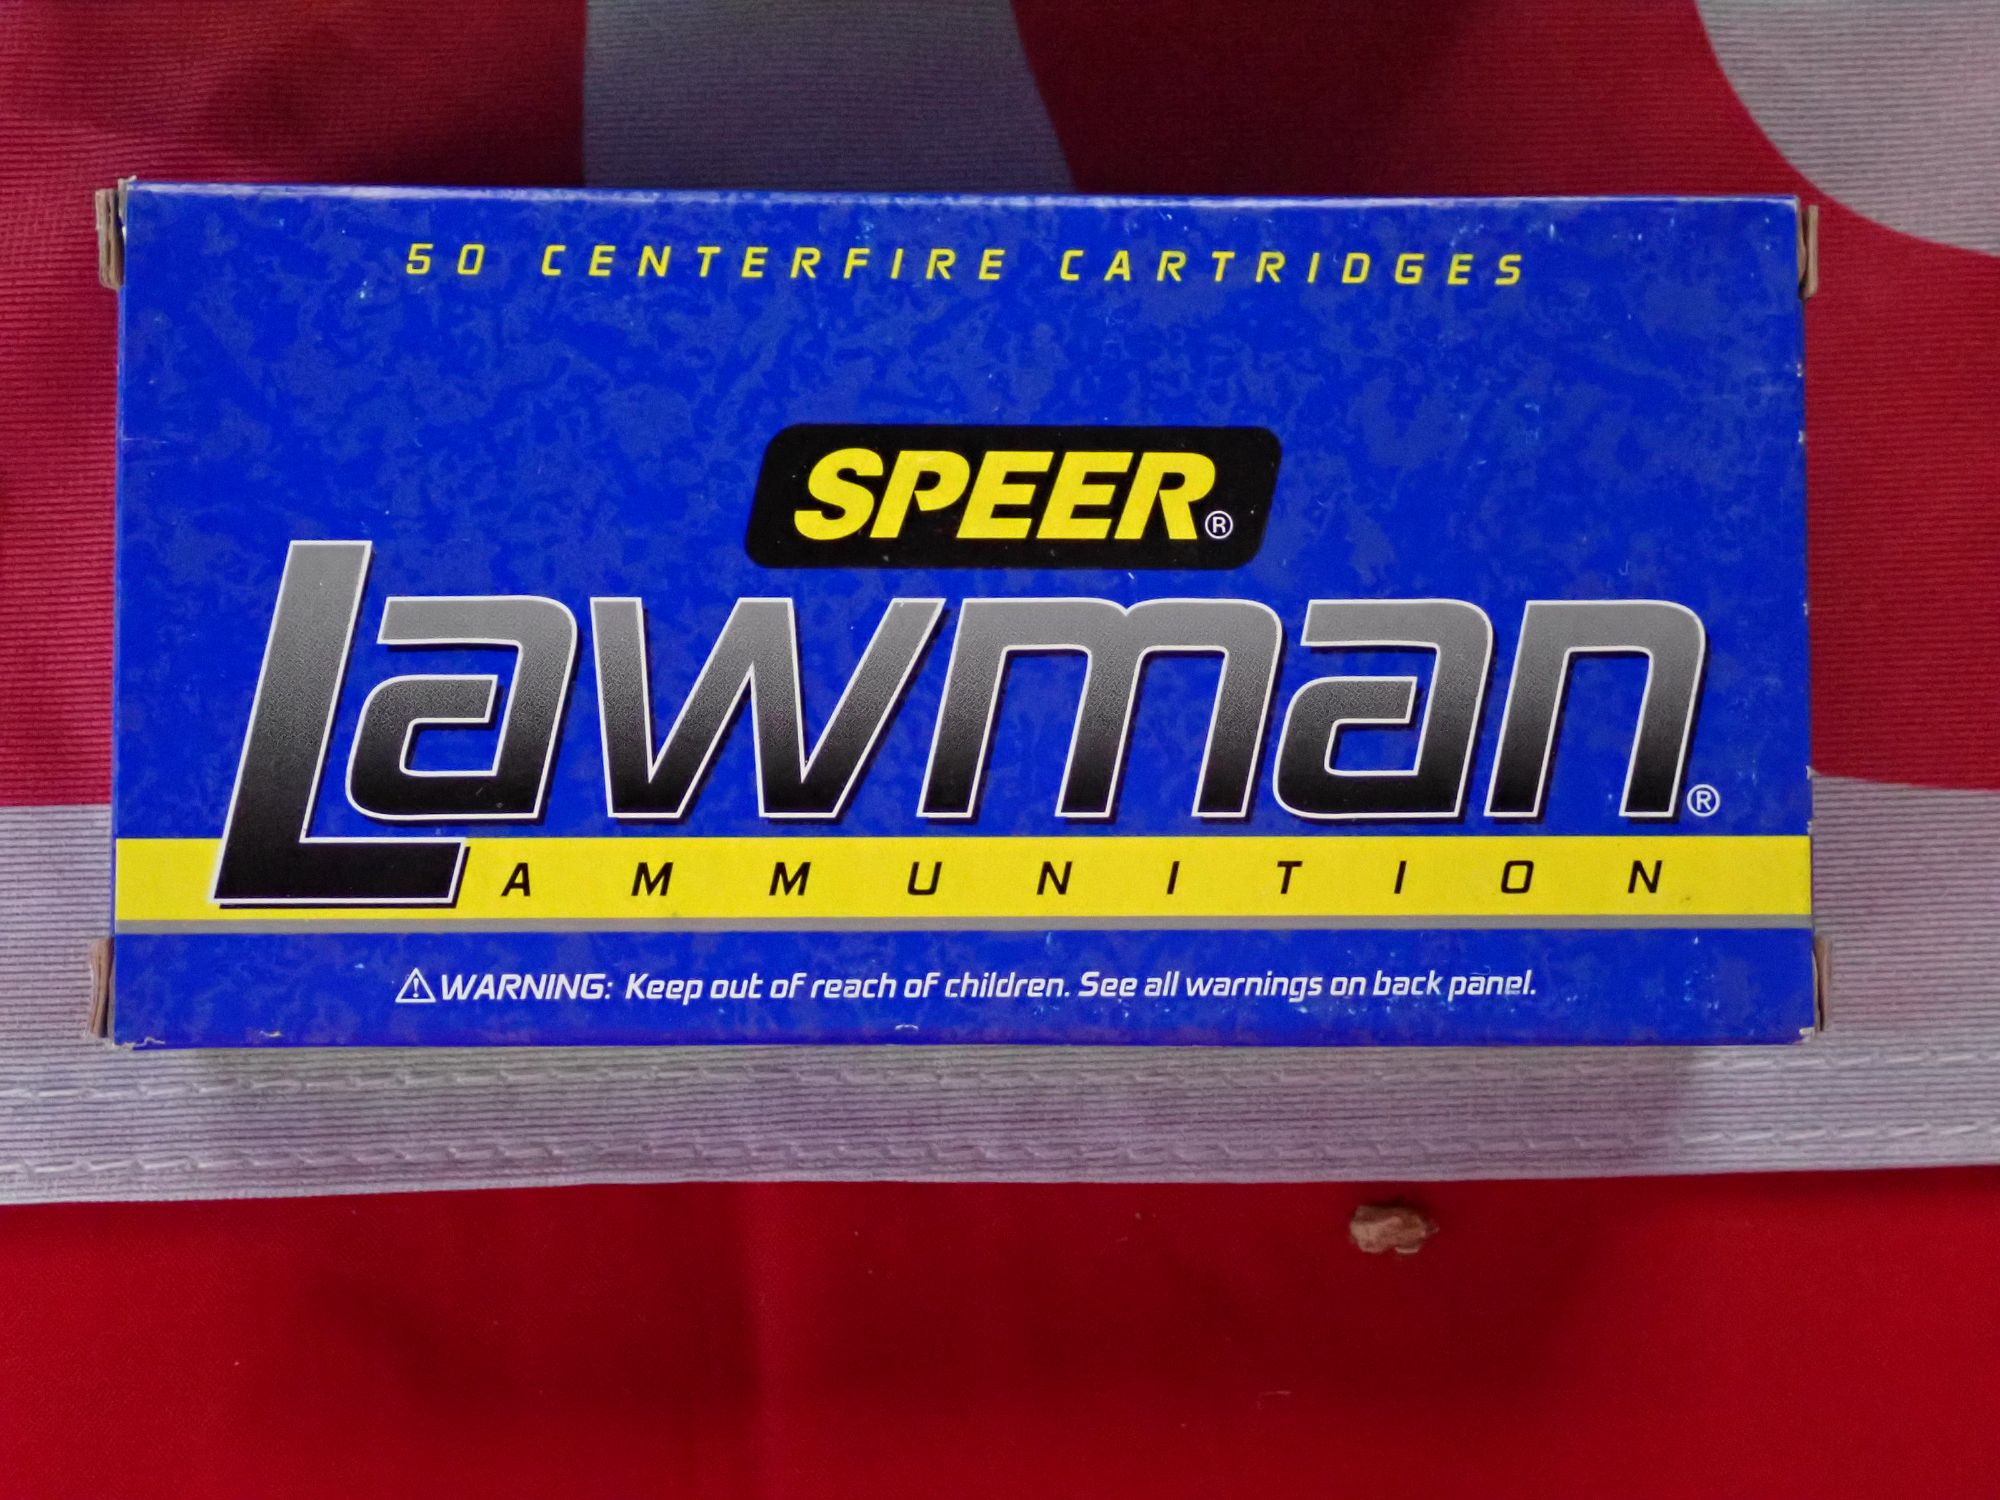 50 CENTERFIRE CARTRIDGES
SPEER®
Lawman®
AMMUNITION
⚠WARNING: Keep out of reach of children. See all warnings on back panel.